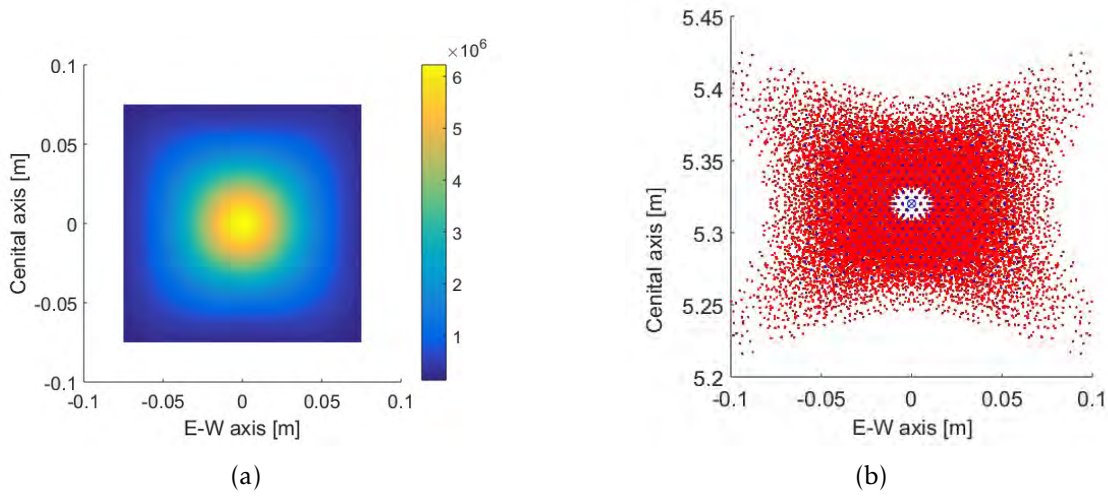 ×10⁶
0.1
0.05
0
-0.05
-0.1
Cenital axis [m]
-0.1 -0.05 0 0.05 0.1
E-W axis [m]
6
5
4
3
2
1
(a)
5.45
5.4
5.35
5.3
5.25
5.2
Cenital axis [m]
-0.1 -0.05 0 0.05 0.1
E-W axis [m]
(b)